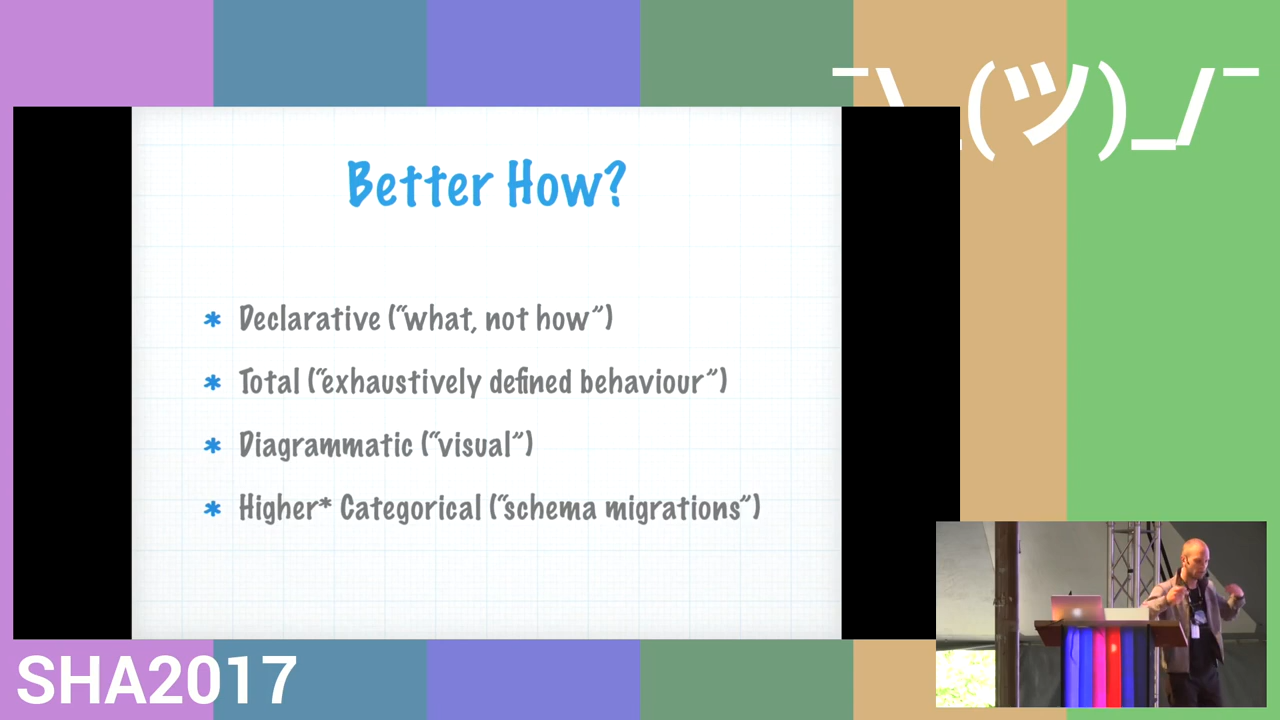 ¯\_(ツ)_/¯
Better How?
* Declarative (“what, not how”)
* Total (“exhaustively defined behaviour”)
* Diagrammatic (“visual”)
* Higher* Categorical (“schema migrations”)
SHA2017